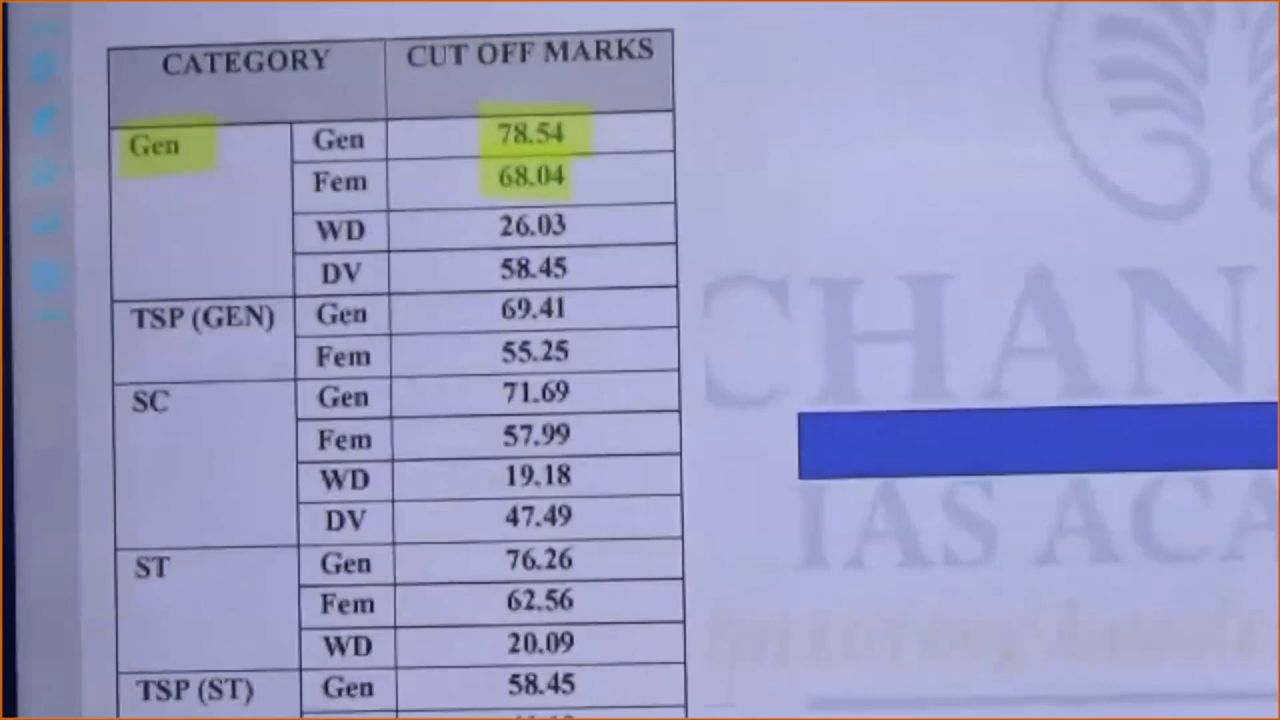 CATEGORY CUT OFF MARKS
Gen Gen 78.54
Fem 68.04
WD 26.03
DV 58.45
TSP (GEN) Gen 69.41
Fem 55.25
SC Gen 71.69
Fem 57.99
WD 19.18
DV 47.49
ST Gen 76.26
Fem 62.56
WD 20.09
TSP (ST) Gen 58.45
CHAN
IAS ACA